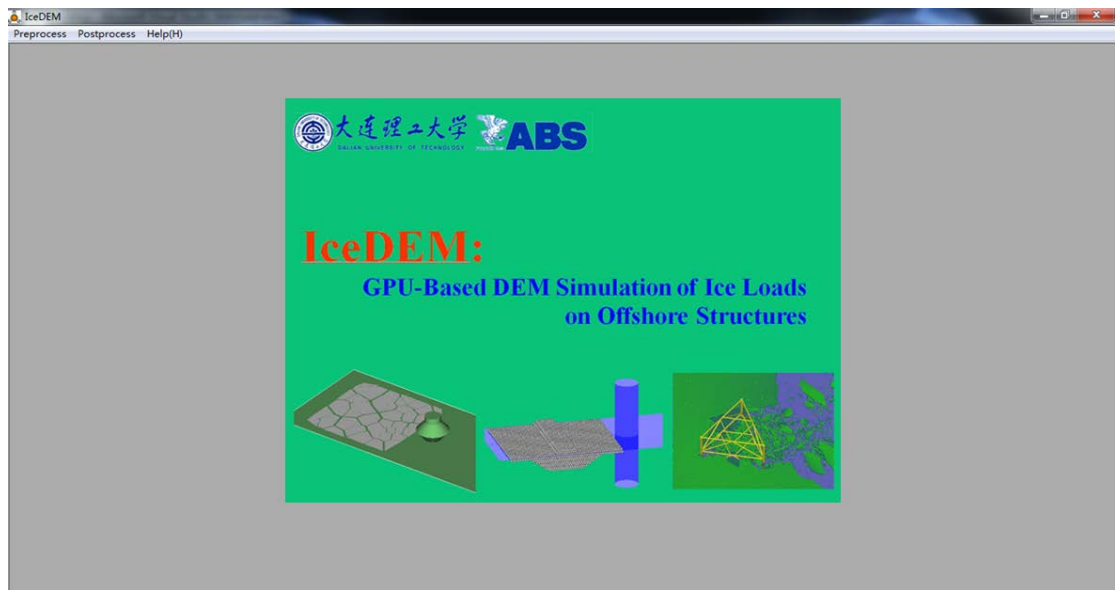 IceDEM
Preprocess Postprocess Help(H)
大连理工大学
DALIAN UNIVERSITY OF TECHNOLOGY
ABS
IceDEM:
GPU-Based DEM Simulation of Ice Loads
on Offshore Structures